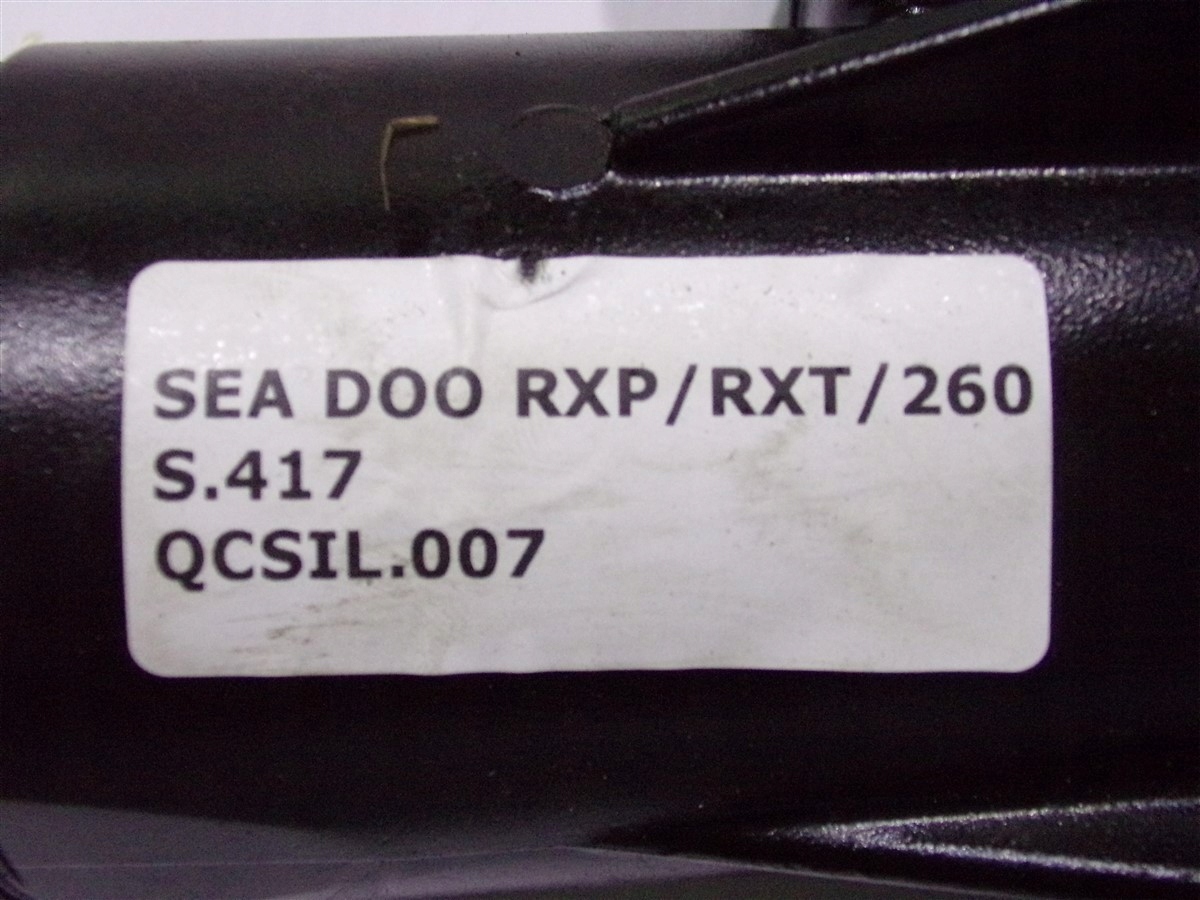 SEA DOO RXP/RXT/260
S.417
QCSIL.007